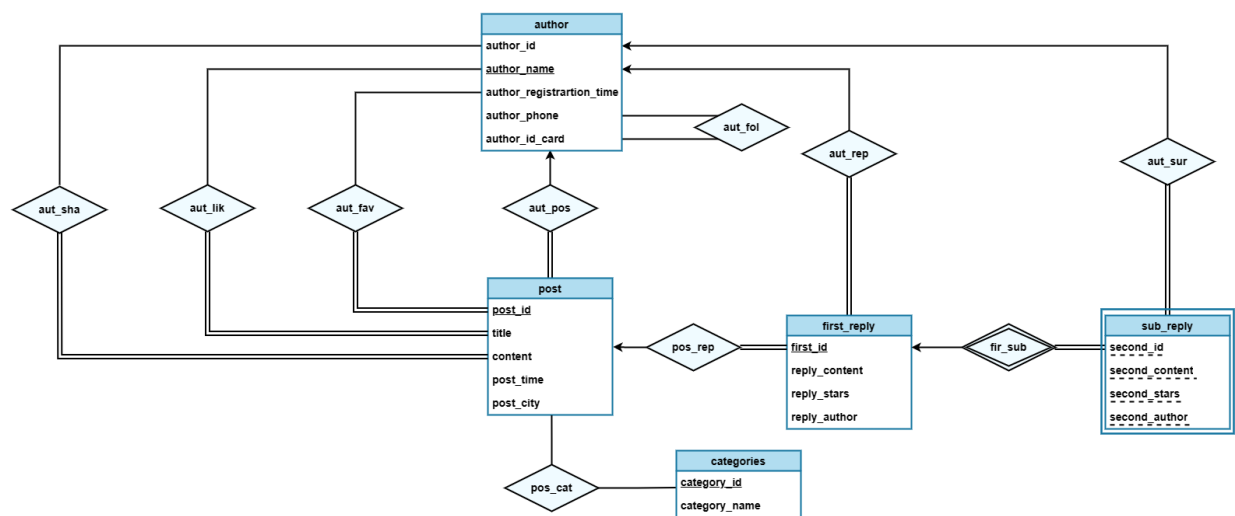 author
author_id
author_name
author_registrartion_time
author_phone
author_id_card
aut_fol
aut_rep
aut_sur
aut_sha
aut_lik
aut_fav
aut_pos
post
post_id
title
content
post_time
post_city
pos_rep
first_reply
first_id
reply_content
reply_stars
reply_author
fir_sub
sub_reply
second_id
second_content
second_stars
second_author
pos_cat
categories
category_id
category_name